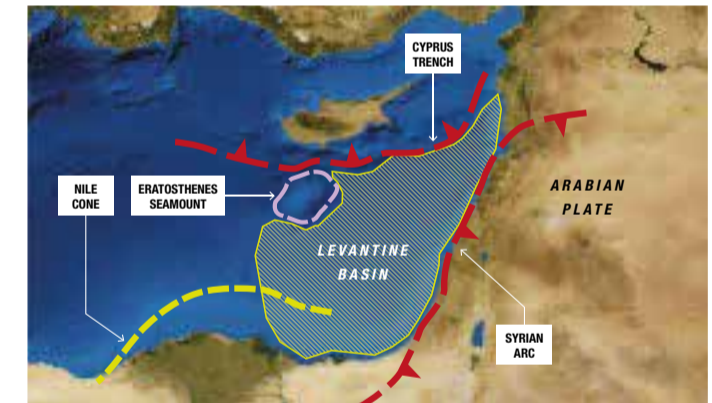 CYPRUS
TRENCH
NILE
CONE
ERATOSTHENES
SEAMOUNT
ARABIAN
PLATE
LEVANTINE
BASIN
SYRIAN
ARC